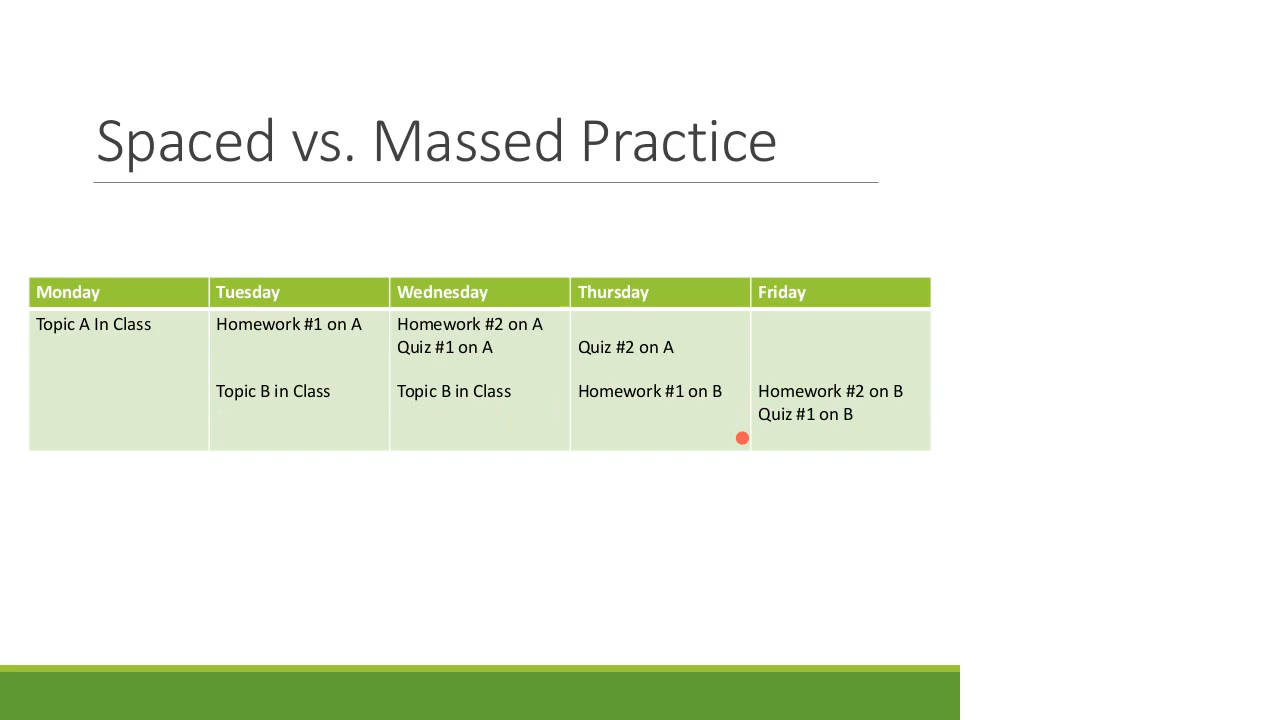 Spaced vs. Massed Practice
Monday
Tuesday
Wednesday
Thursday
Friday
Topic A In Class
Homework #1 on A
Topic B in Class
Homework #2 on A
Quiz #1 on A
Topic B in Class
Quiz #2 on A
Homework #1 on B
Homework #2 on B
Quiz #1 on B